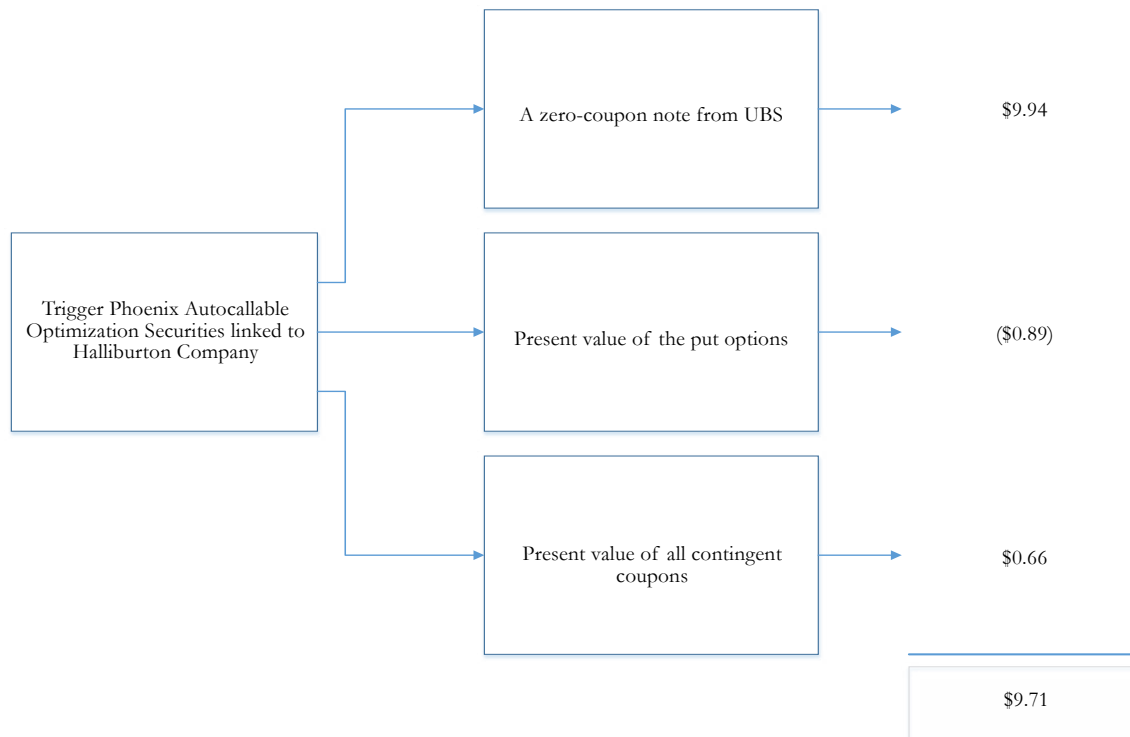 A zero-coupon note from UBS
$9.94
Trigger Phoenix Autocallable
Optimization Securities linked to
Halliburton Company
Present value of the put options
($0.89)
Present value of all contingent
coupons
$0.66
$9.71